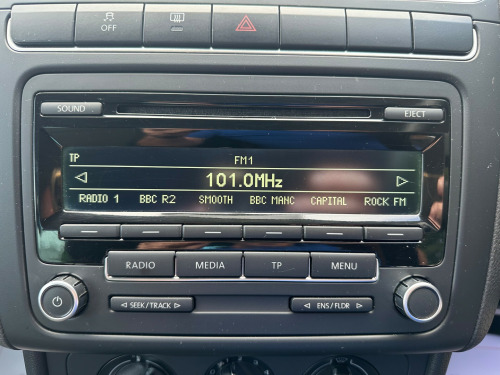 OFF
SOUND
EJECT
TP FM1
101.0MHz
RADIO 1 BBC R2 SMOOTH BBC MANC CAPITAL ROCK FM
RADIO MEDIA TP MENU
SEEK/TRACK ENS/FLDR